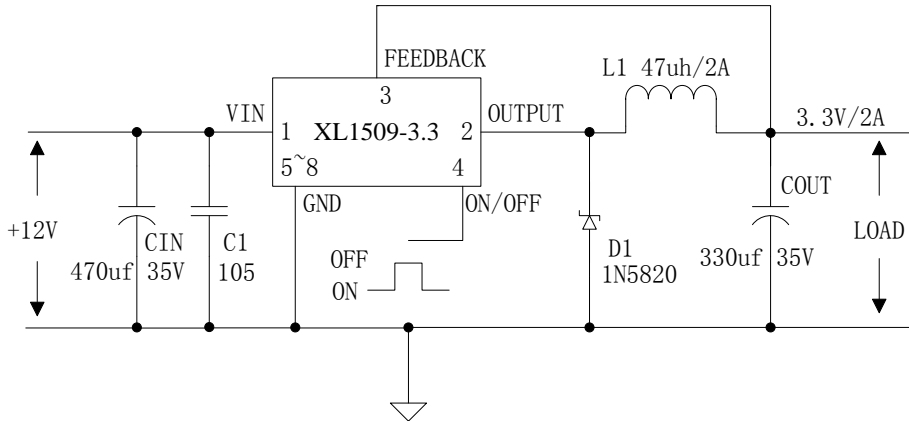 FEEDBACK
L1 47uh/2A
3
VIN
OUTPUT
3.3V/2A
1 XL1509-3.3 2
5~8
4
GND
ON/OFF
COUT
+12V
CIN
C1
OFF
D1
LOAD
470uf 35V
105
ON
1N5820
330uf 35V